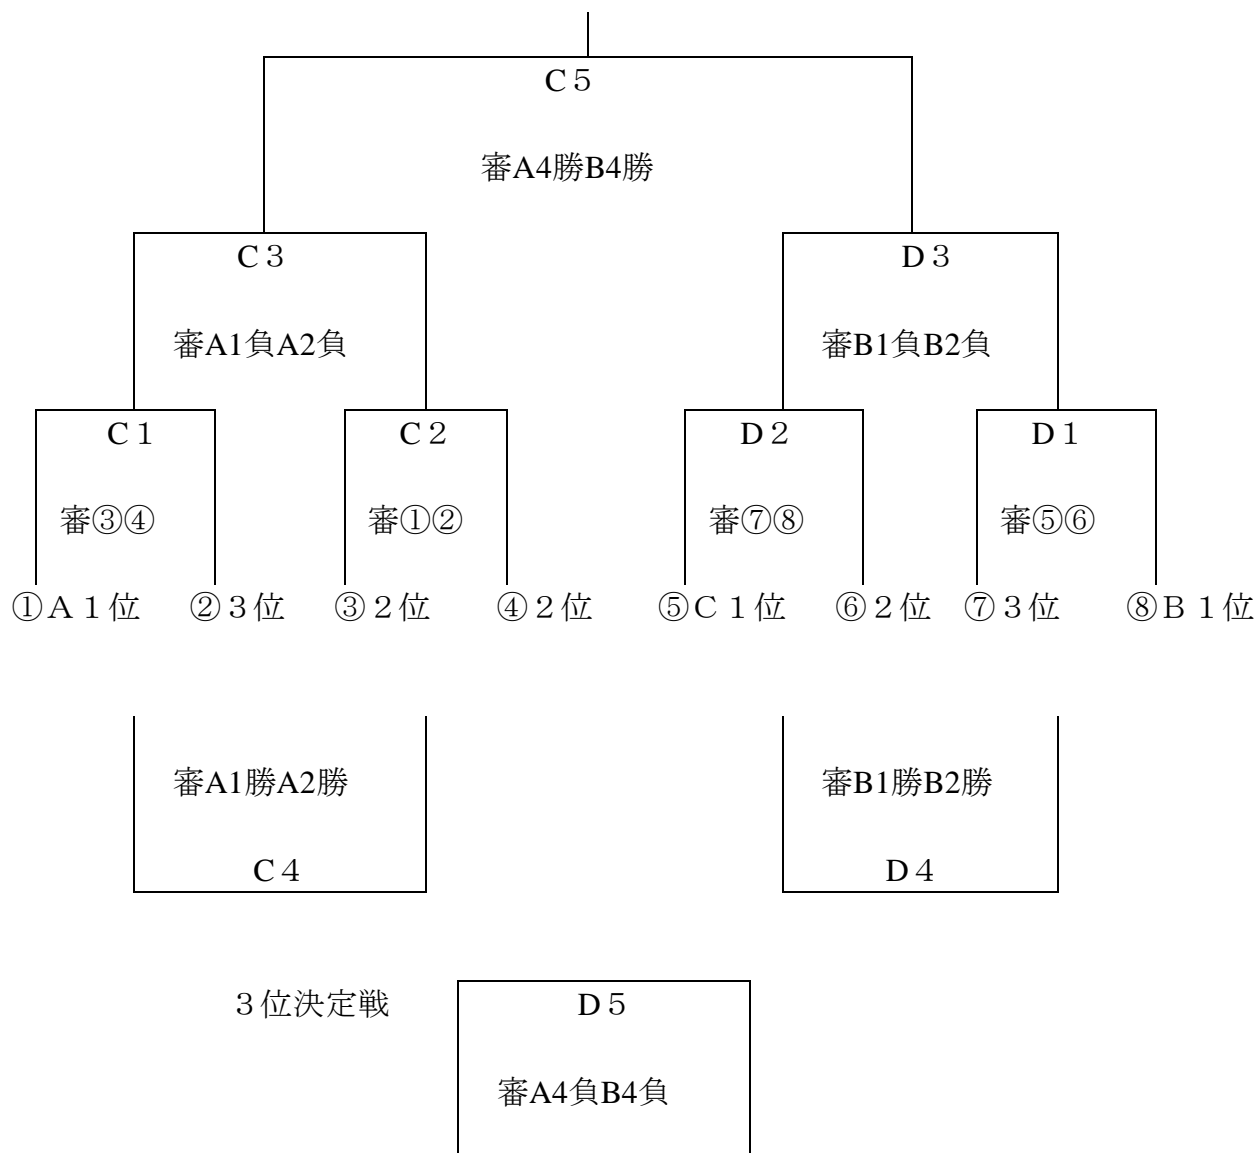 C５
審A4勝B4勝
C３
D３
審A1負A2負
審B1負B2負
C１
C２
D２
D１
審③④
審①②
審⑦⑧
審⑤⑥
①A１位
②３位
③２位
④２位
⑤C１位
⑥２位
⑦３位
⑧B１位
審A1勝A2勝
審B1勝B2勝
C４
D４
３位決定戦
D５
審A4負B4負